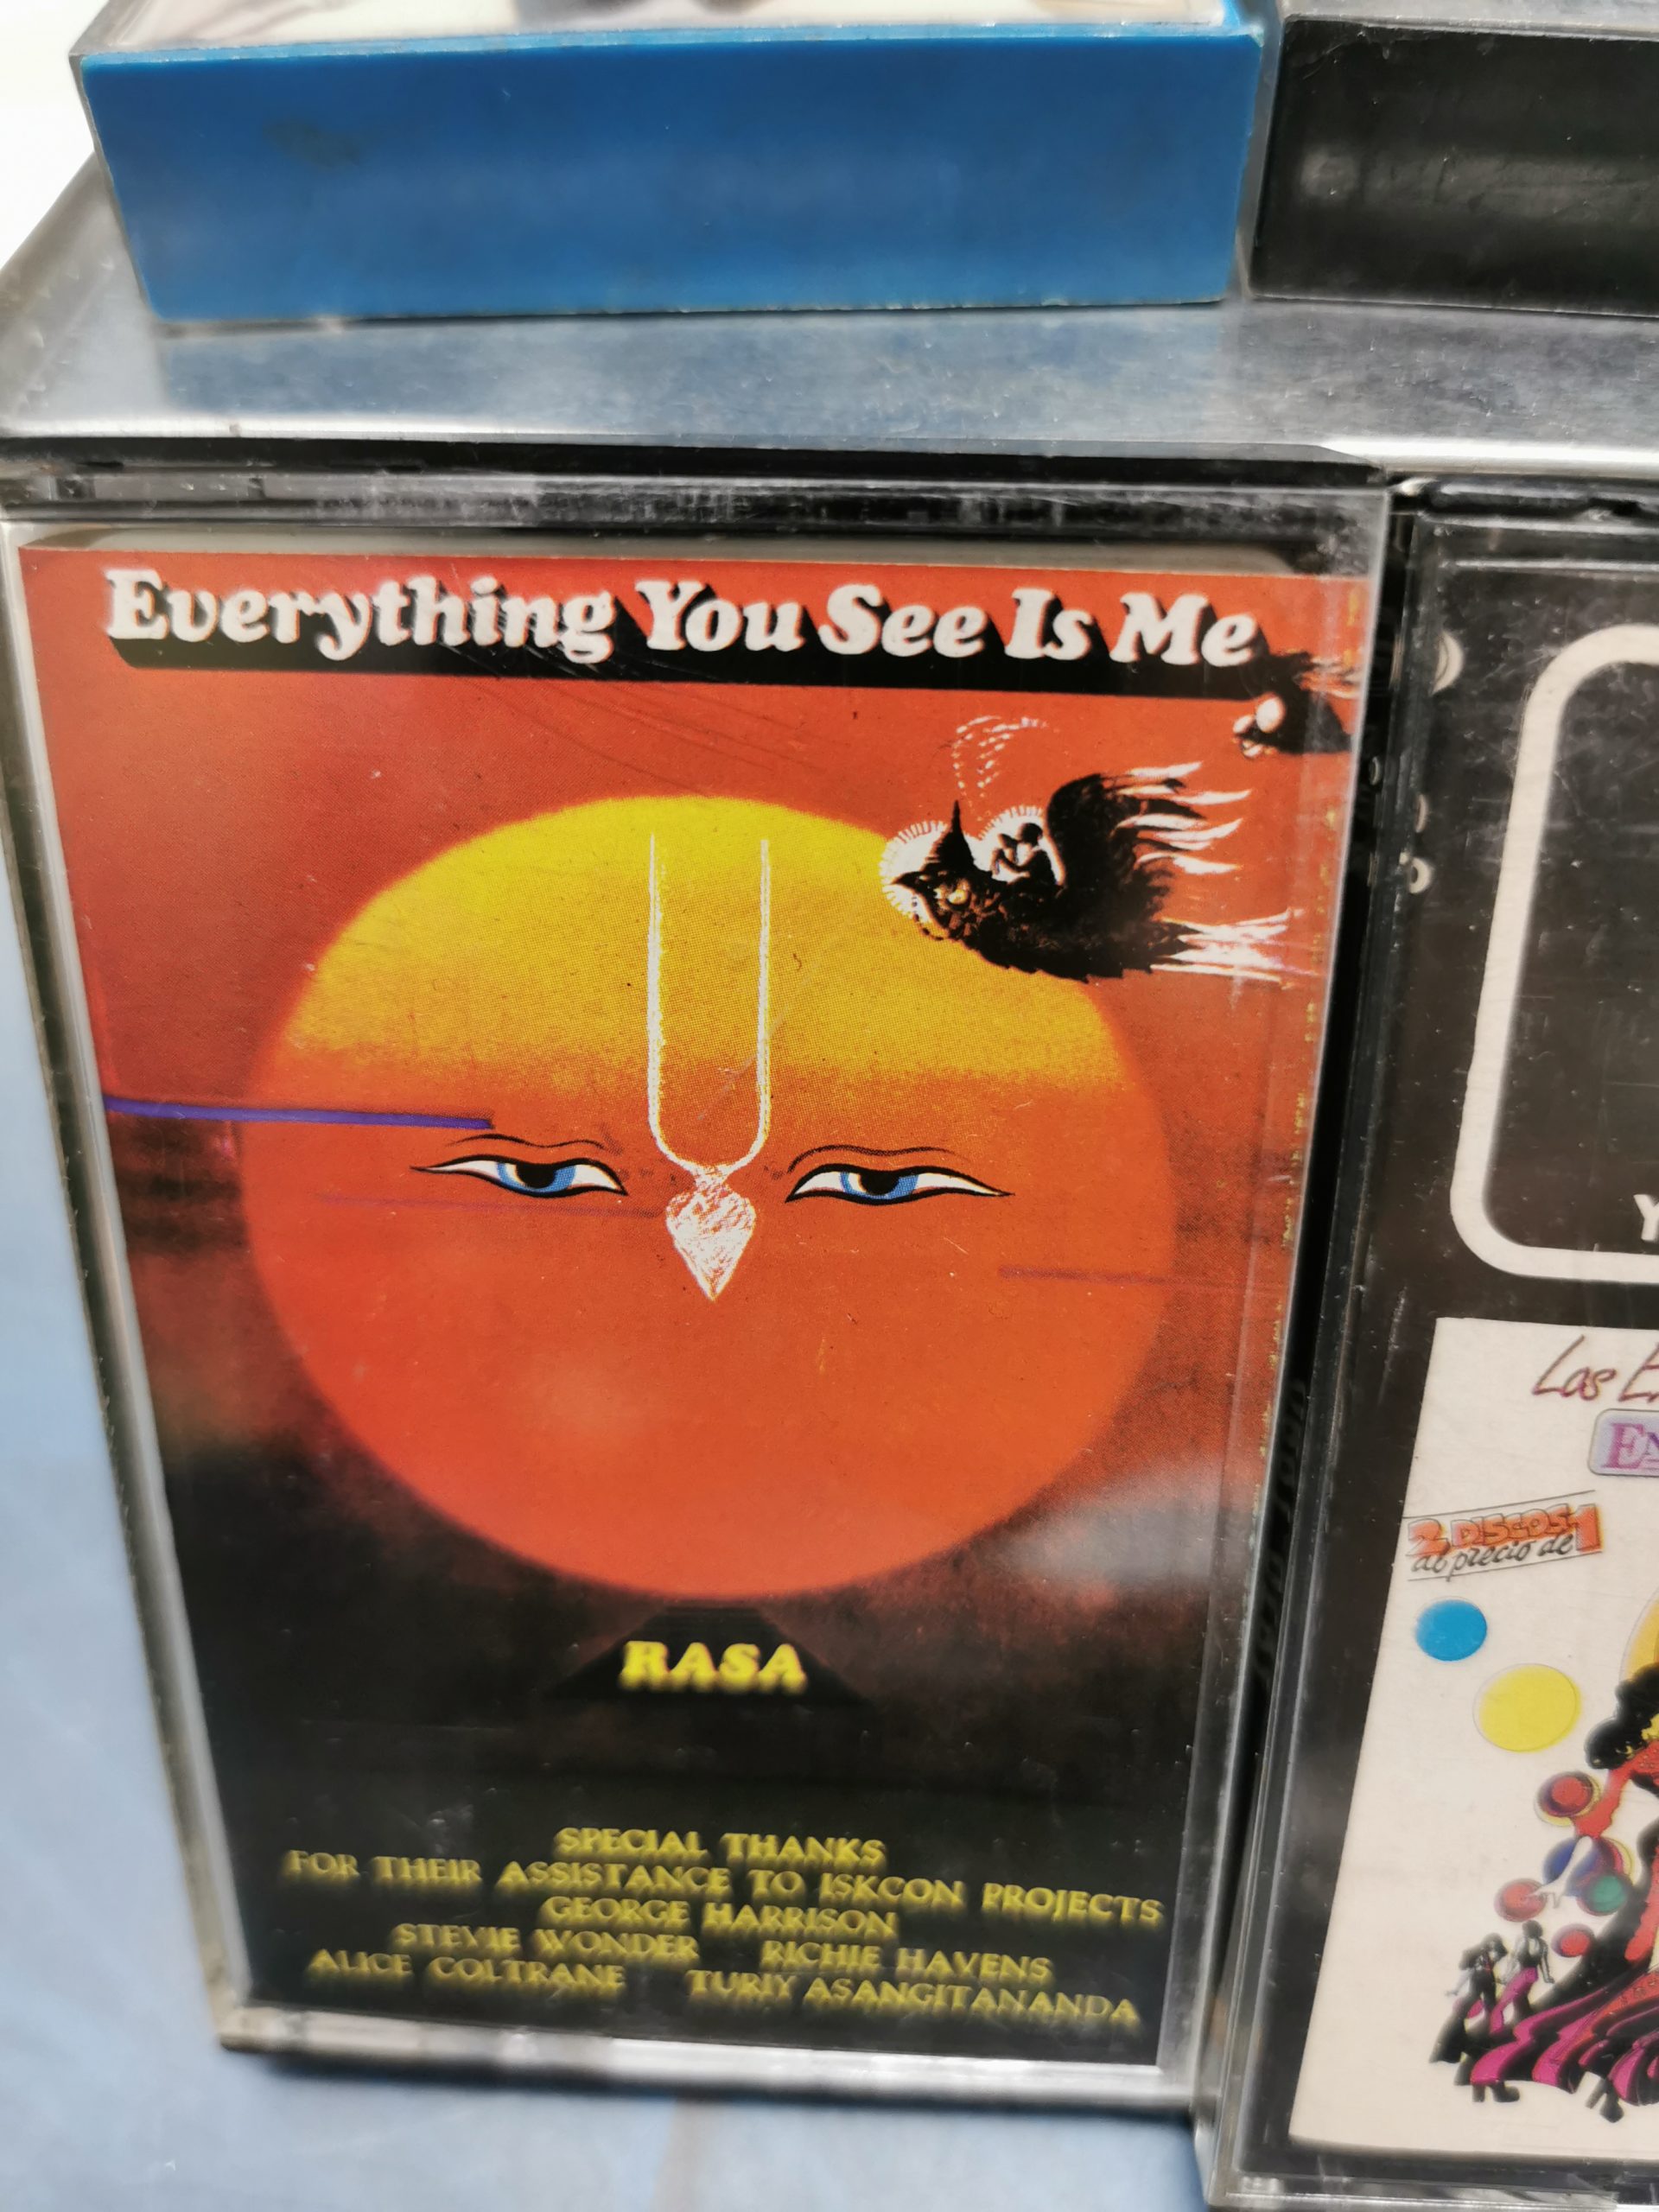 Everything You See Is Me
RASA
SPECIAL THANKS
FOR THEIR ASSISTANCE TO ISKCON PROJECTS
GEORGE HARRISON
STEVIE WONDER RICHIE HAVENS
ALICE COLTRANE TURIY ASANGITANANDA
Y
Las
2 DISCOS 1
al precio de